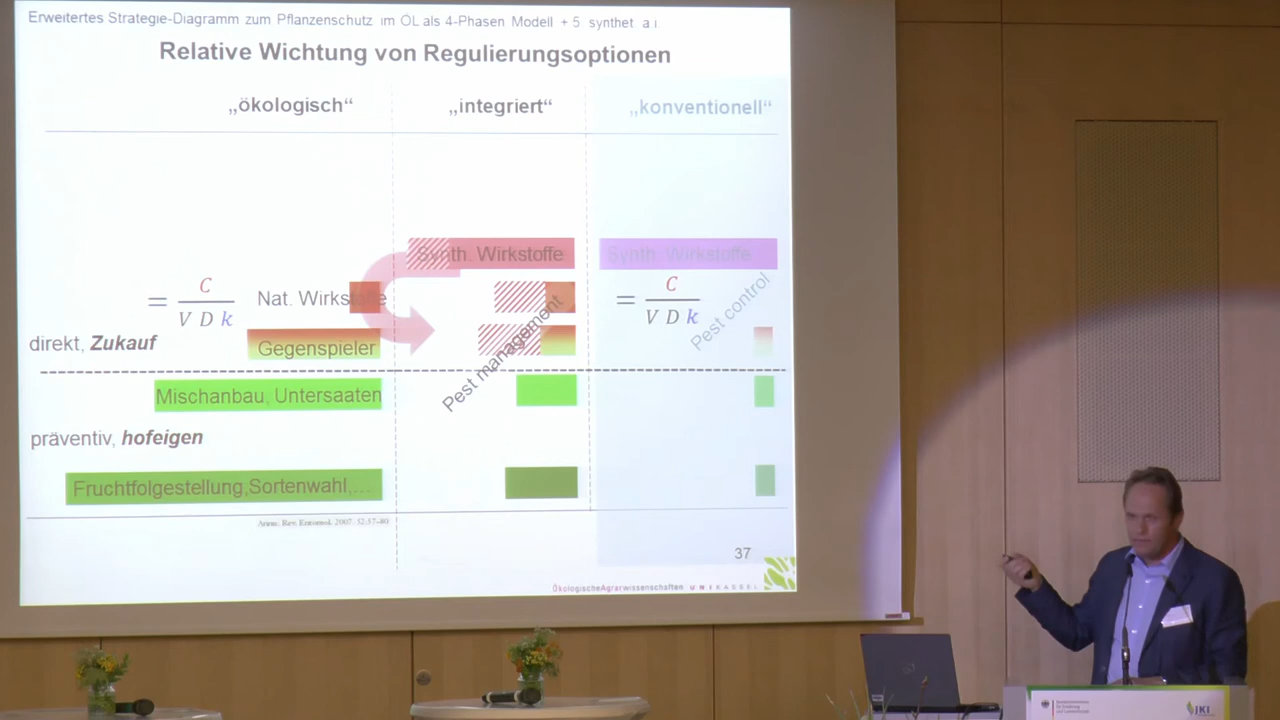 Erweitertes Strategie-Diagramm zum Pflanzenschutz im ÖL als 4-Phasen Modell + 5. synthet. a.i.
Relative Wichtung von Regulierungsoptionen
„ökologisch“ „integriert“ „konventionell“
Synth. Wirkstoffe Synth. Wirkstoffe
= C / V D k Nat. Wirkstoffe = C / V D k
direkt, Zukauf Gegenspieler
Pest management Pest control
Mischanbau, Untersaaten
präventiv, hofeigen
Fruchtfolgestellung,Sortenwahl,...
Annu. Rev. Entomol. 2007. 52:57–80
37
ÖkologischeAgrarwissenschaften UNIKASSEL
JKI